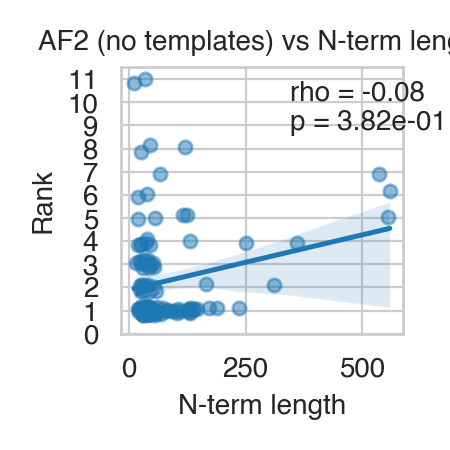 AF2 (no templates) vs N-term leng
rho = -0.08
p = 3.82e-01
11
10
9
8
7
6
5
4
3
2
1
0
Rank
0 250 500
N-term length